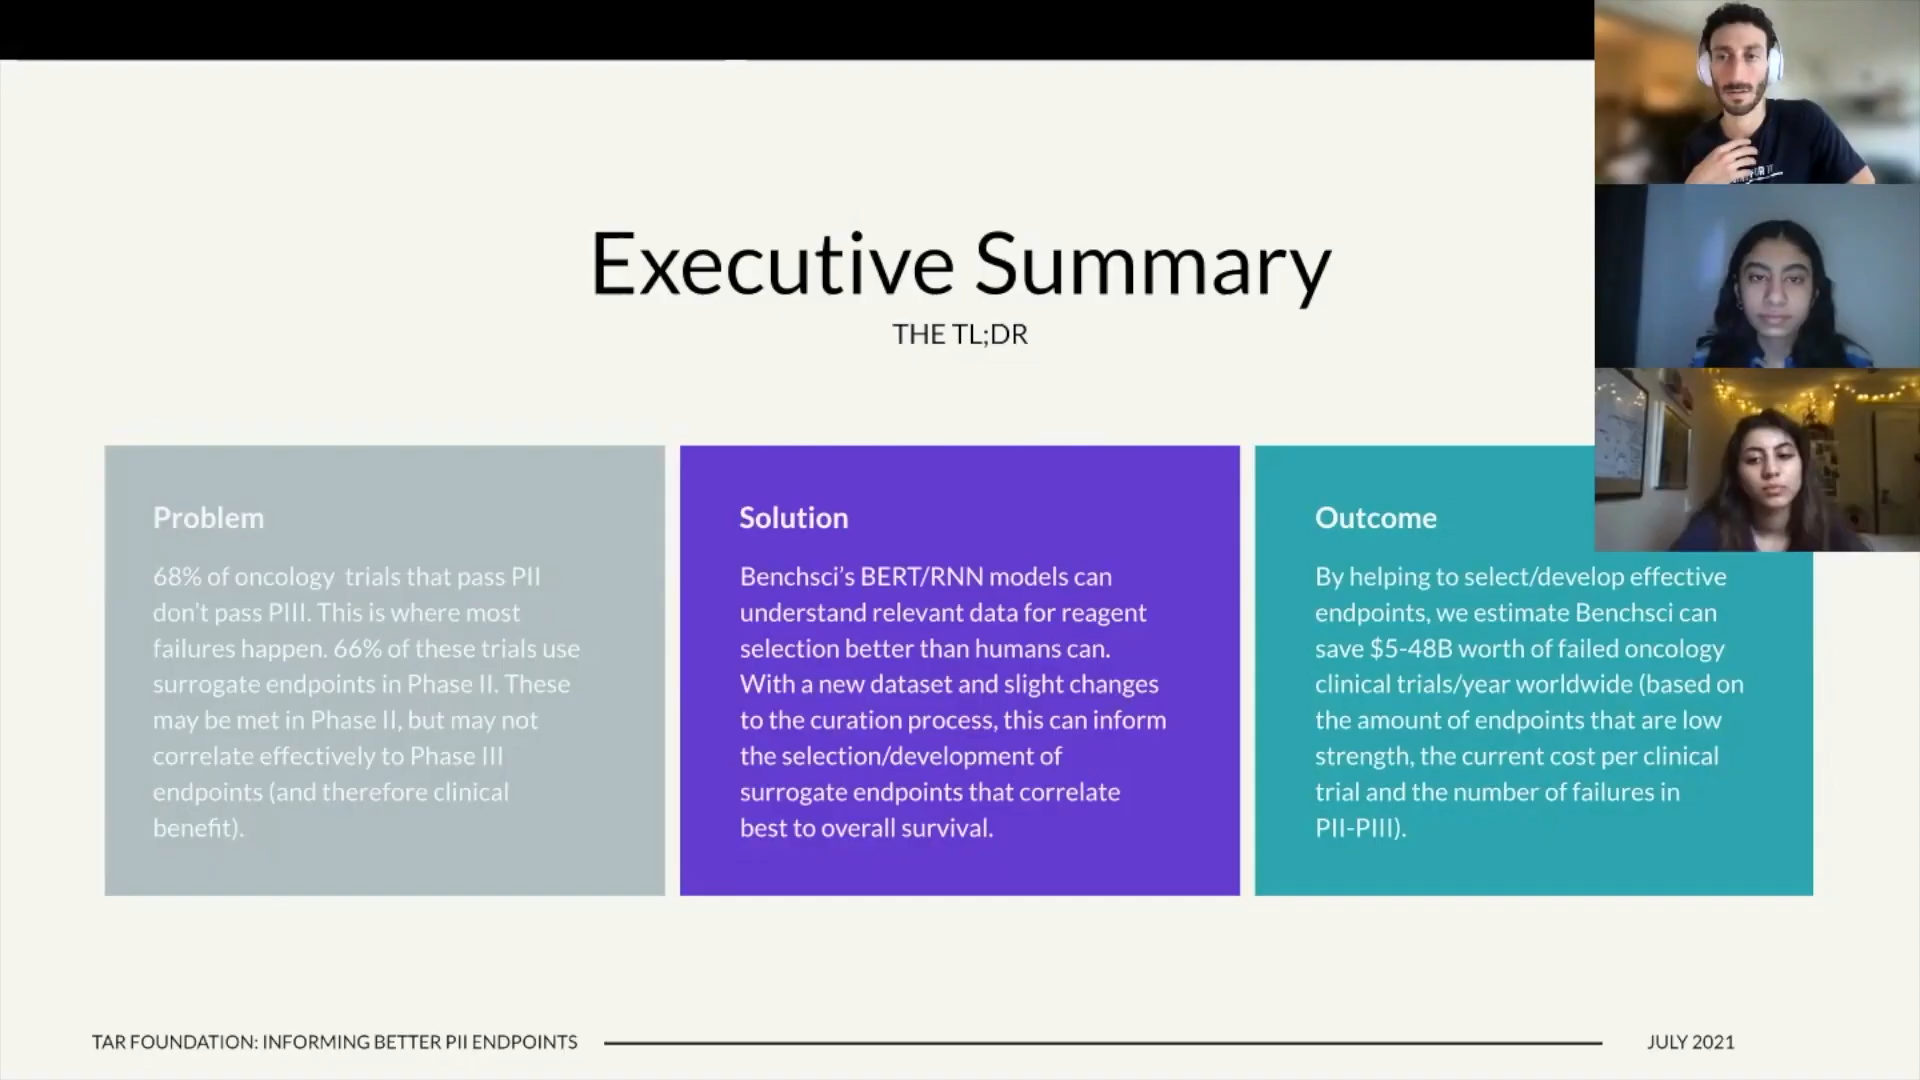 Executive Summary
THE TL;DR
Problem
68% of oncology trials that pass PII
don't pass PIII. This is where most
failures happen. 66% of these trials use
surrogate endpoints in Phase II. These
may be met in Phase II, but may not
correlate effectively to Phase III
endpoints (and therefore clinical
benefit).
Solution
Benchsci's BERT/RNN models can
understand relevant data for reagent
selection better than humans can.
With a new dataset and slight changes
to the curation process, this can inform
the selection/development of
surrogate endpoints that correlate
best to overall survival.
Outcome
By helping to select/develop effective
endpoints, we estimate Benchsci can
save $5-48B worth of failed oncology
clinical trials/year worldwide (based on
the amount of endpoints that are low
strength, the current cost per clinical
trial and the number of failures in
PII-PIII).
TAR FOUNDATION: INFORMING BETTER PII ENDPOINTS
JULY 2021